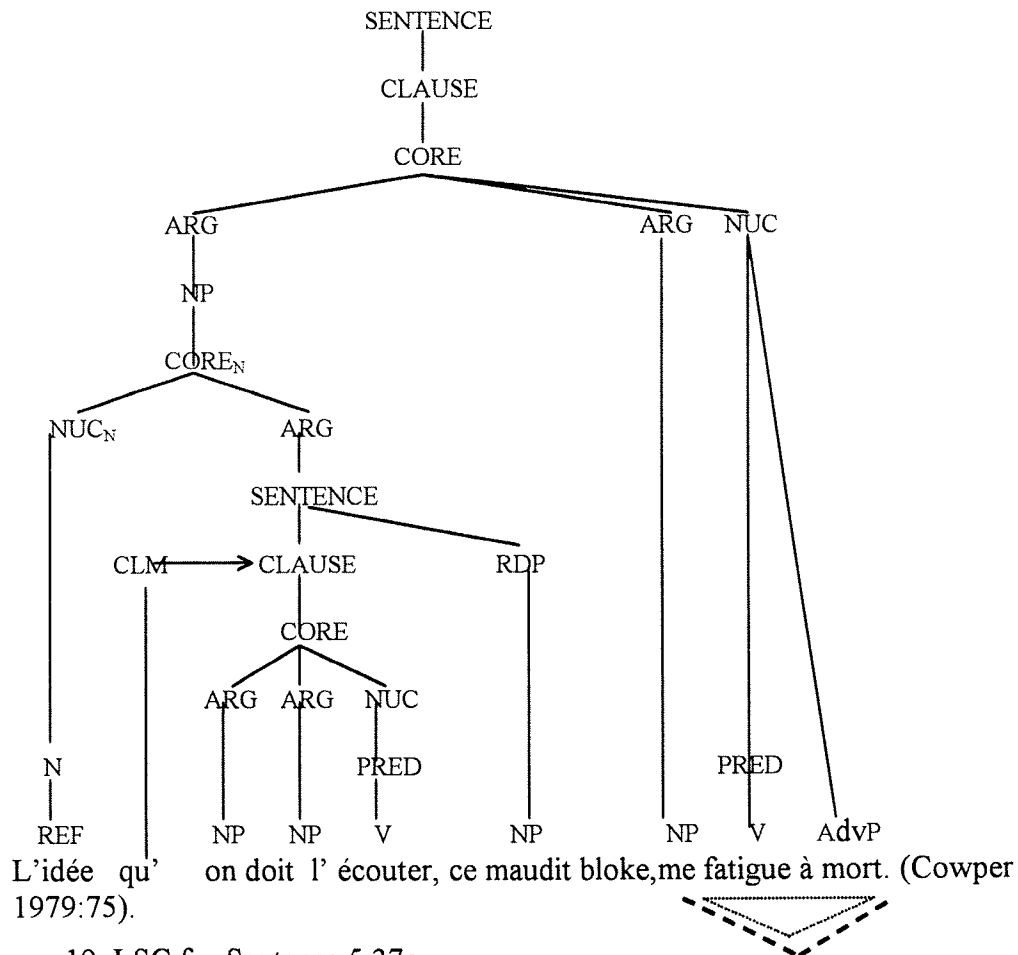 SENTENCE
CLAUSE
CORE
ARG ARG NUC
NP
CORE_N
NUC_N ARG
SENTENCE
CLM CLAUSE RDP
CORE
ARG ARG NUC
N PRED PRED
REF NP NP V NP NP V AdvP
L'idée qu' on doit l' écouter, ce maudit bloke,me fatigue à mort. (Cowper
1979:75).